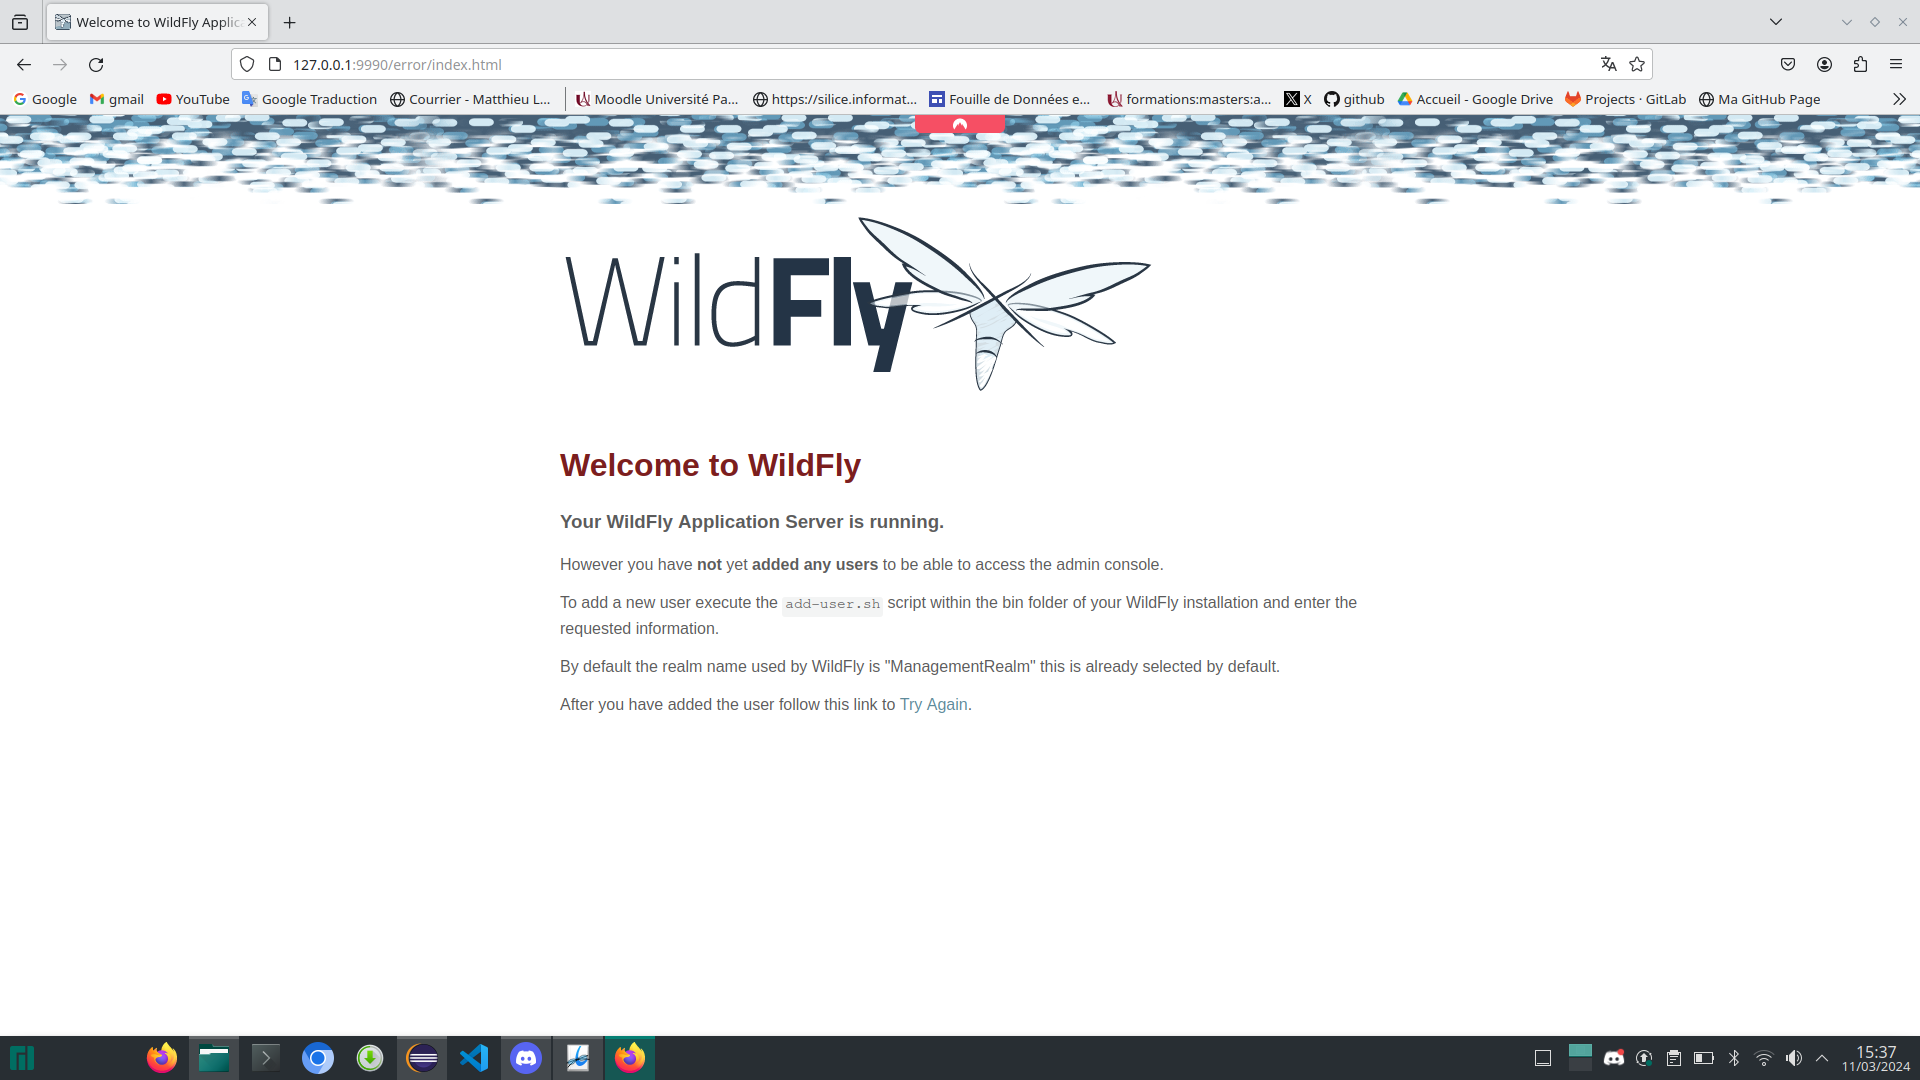 Welcome to WildFly Applic
127.0.0.1:9990/error/index.html
Google
gmail
YouTube
Google Traduction
Courrier - Matthieu L...
Moodle Université Pa...
https://silice.informat...
Fouille de Données e...
formations:masters:a...
X
github
Accueil - Google Drive
Projects · GitLab
Ma GitHub Page
WildFly
Welcome to WildFly
Your WildFly Application Server is running.
However you have not yet added any users to be able to access the admin console.
To add a new user execute the add-user.sh script within the bin folder of your WildFly installation and enter the
requested information.
By default the realm name used by WildFly is "ManagementRealm" this is already selected by default.
After you have added the user follow this link to Try Again.
15:37
11/03/2024